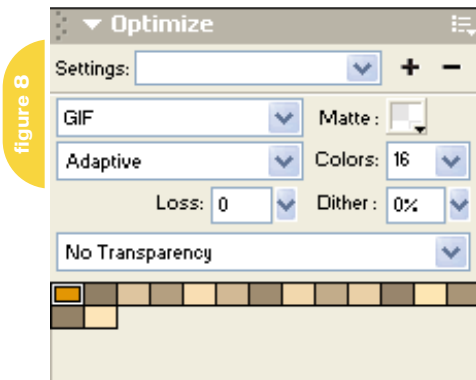 Optimize
Settings: + −
figure 8
GIF Matte:
Adaptive Colors: 16
Loss: 0 Dither: 0%
No Transparency